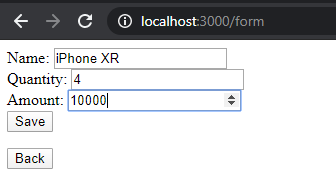 localhost:3000/form
Name: iPhone XR
Quantity: 4
Amount: 10000
Save
Back